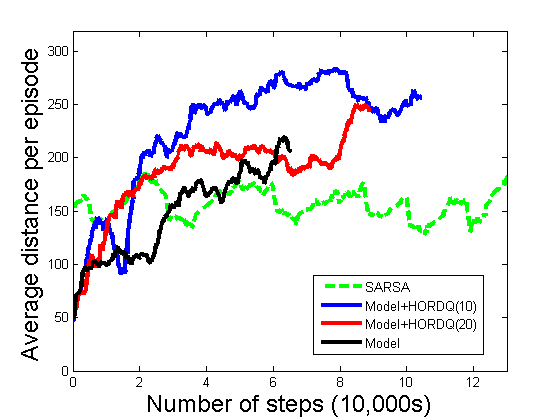 Average distance per episode
300
250
200
150
100
50
0
0 2 4 6 8 10 12
Number of steps (10,000s)
SARSA
Model+HORDQ(10)
Model+HORDQ(20)
Model